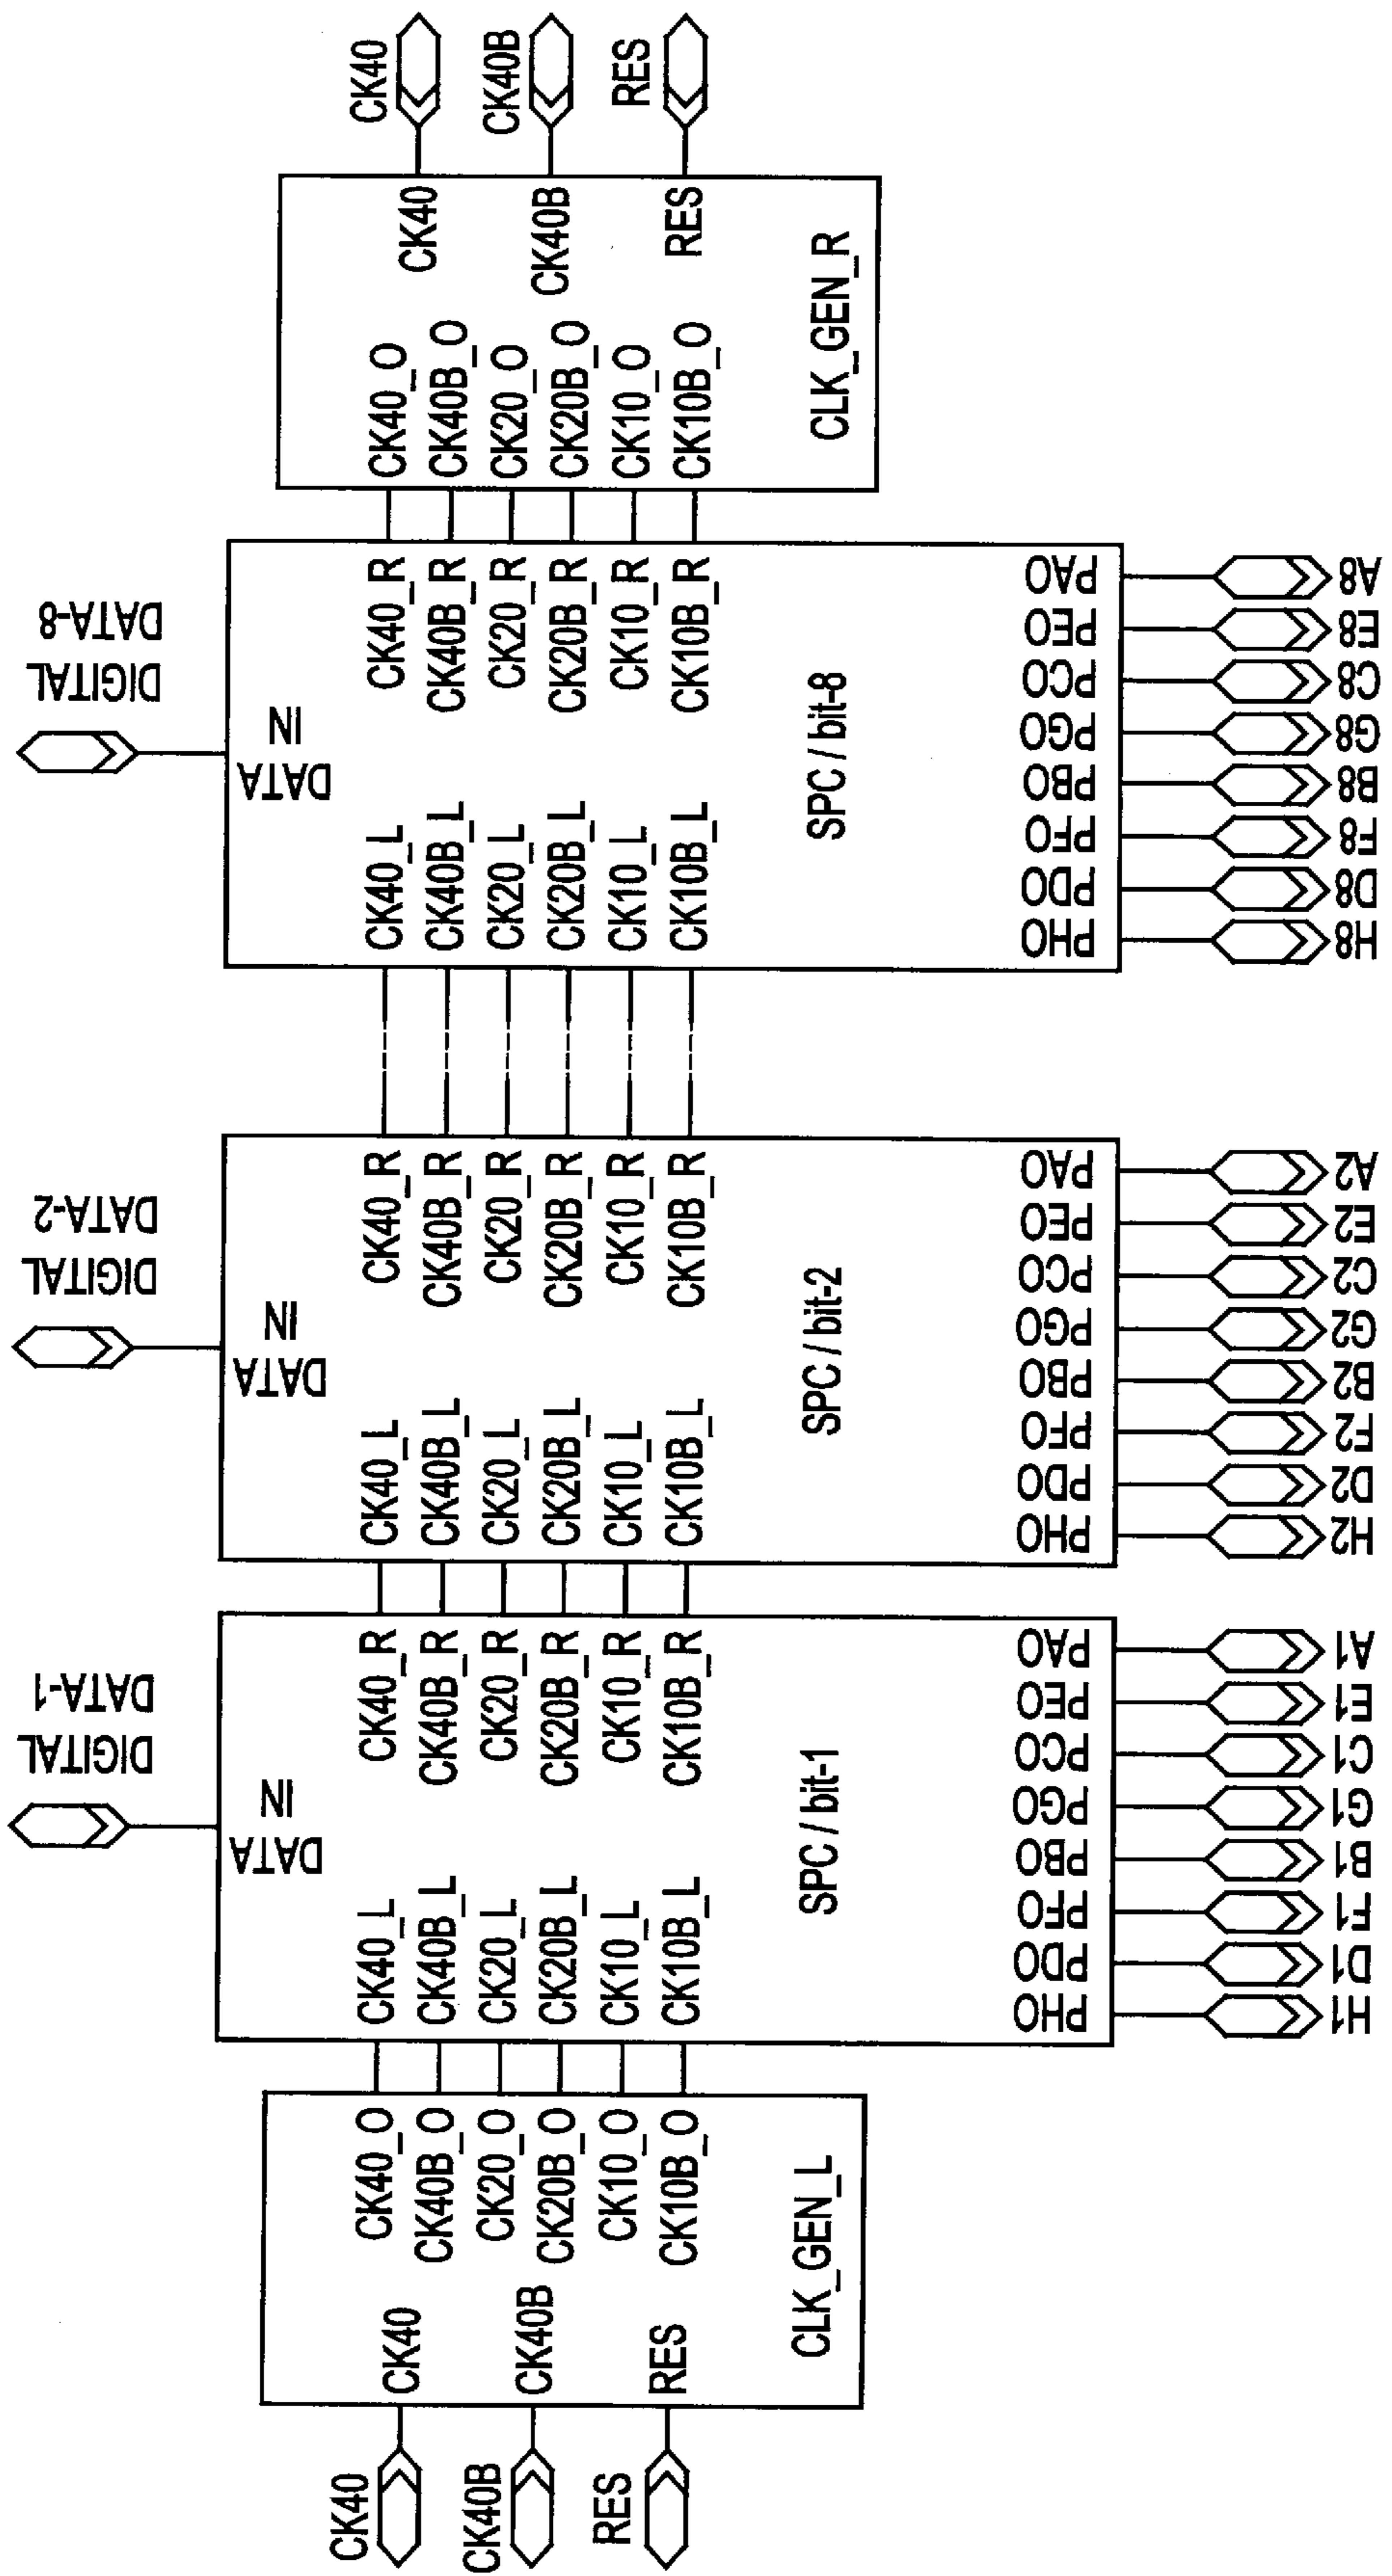 CK40
CK40B
RES
CK40
CK40B
RES
CK40_O
CK40B_O
CK20_O
CK20B_O
CK10_O
CK10B_O
CLK_GEN_L
DIGITAL
DATA-1
DATA
IN
CK40_L
CK40B_L
CK20_L
CK20B_L
CK10_L
CK10B_L
CK40_R
CK40B_R
CK20_R
CK20B_R
CK10_R
CK10B_R
SPC / bit-1
PHO
PDO
PFO
PBO
PGO
PCO
PEO
PAO
H1
D1
F1
B1
G1
C1
E1
A1
DIGITAL
DATA-2
DATA
IN
CK40_L
CK40B_L
CK20_L
CK20B_L
CK10_L
CK10B_L
CK40_R
CK40B_R
CK20_R
CK20B_R
CK10_R
CK10B_R
SPC / bit-2
PHO
PDO
PFO
PBO
PGO
PCO
PEO
PAO
H2
D2
F2
B2
G2
C2
E2
A2
DIGITAL
DATA-8
DATA
IN
CK40_L
CK40B_L
CK20_L
CK20B_L
CK10_L
CK10B_L
CK40_R
CK40B_R
CK20_R
CK20B_R
CK10_R
CK10B_R
SPC / bit-8
PHO
PDO
PFO
PBO
PGO
PCO
PEO
PAO
H8
D8
F8
B8
G8
C8
E8
A8
CK40_O
CK40B_O
CK20_O
CK20B_O
CK10_O
CK10B_O
CK40
CK40B
RES
CLK_GEN_R
CK40
CK40B
RES